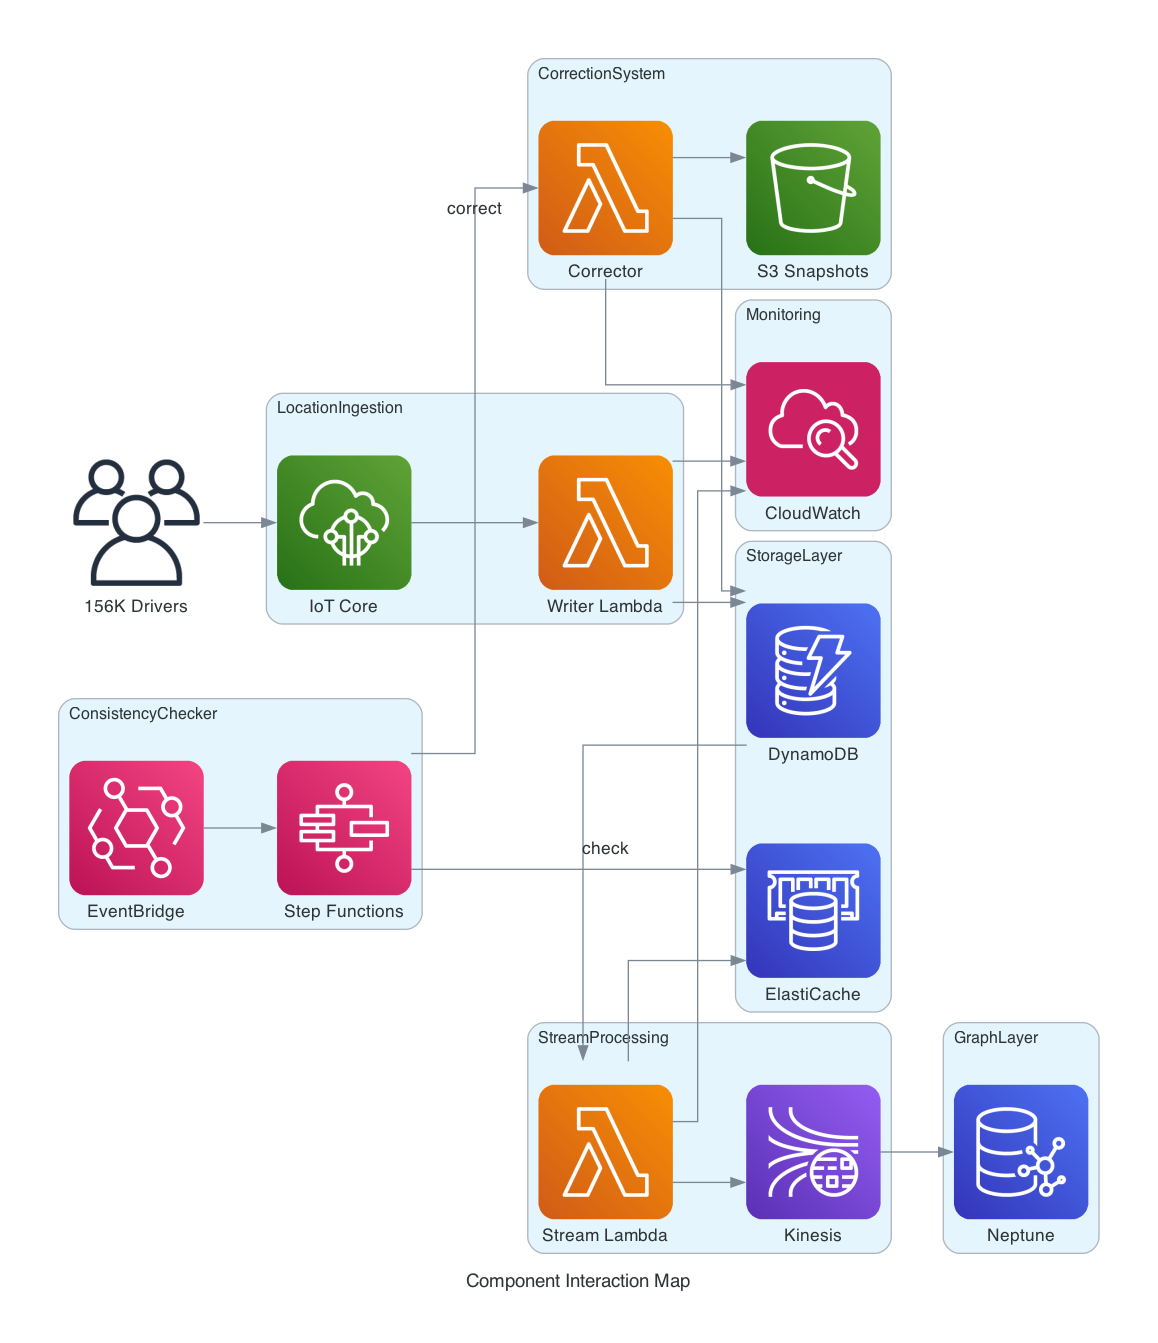 CorrectionSystem
correct
Corrector
S3 Snapshots
Monitoring
CloudWatch
LocationIngestion
156K Drivers
IoT Core
Writer Lambda
StorageLayer
DynamoDB
ConsistencyChecker
EventBridge
Step Functions
check
ElastiCache
StreamProcessing
Stream Lambda
Kinesis
GraphLayer
Neptune
Component Interaction Map